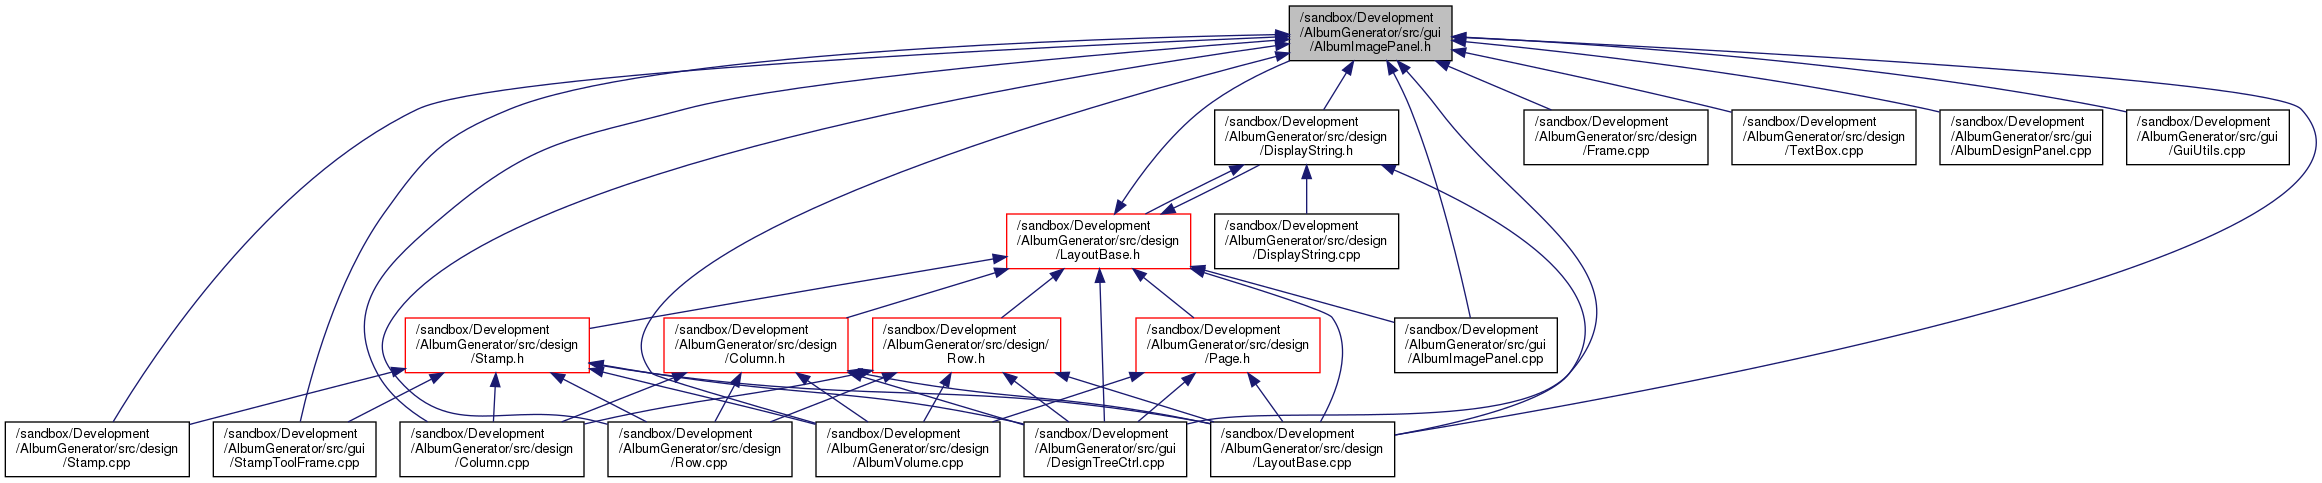 /sandbox/Development
/AlbumGenerator/src/gui
/AlbumImagePanel.h
/sandbox/Development
/AlbumGenerator/src/design
/DisplayString.h
/sandbox/Development
/AlbumGenerator/src/design
/Frame.cpp
/sandbox/Development
/AlbumGenerator/src/design
/TextBox.cpp
/sandbox/Development
/AlbumGenerator/src/gui
/AlbumDesignPanel.cpp
/sandbox/Development
/AlbumGenerator/src/gui
/GuiUtils.cpp
/sandbox/Development
/AlbumGenerator/src/design
/LayoutBase.h
/sandbox/Development
/AlbumGenerator/src/design
/DisplayString.cpp
/sandbox/Development
/AlbumGenerator/src/design
/Stamp.h
/sandbox/Development
/AlbumGenerator/src/design
/Column.h
/sandbox/Development
/AlbumGenerator/src/design/
Row.h
/sandbox/Development
/AlbumGenerator/src/design
/Page.h
/sandbox/Development
/AlbumGenerator/src/gui
/AlbumImagePanel.cpp
/sandbox/Development
/AlbumGenerator/src/design
/Stamp.cpp
/sandbox/Development
/AlbumGenerator/src/gui
/StampToolFrame.cpp
/sandbox/Development
/AlbumGenerator/src/design
/Column.cpp
/sandbox/Development
/AlbumGenerator/src/design
/Row.cpp
/sandbox/Development
/AlbumGenerator/src/design
/AlbumVolume.cpp
/sandbox/Development
/AlbumGenerator/src/gui
/DesignTreeCtrl.cpp
/sandbox/Development
/AlbumGenerator/src/design
/LayoutBase.cpp